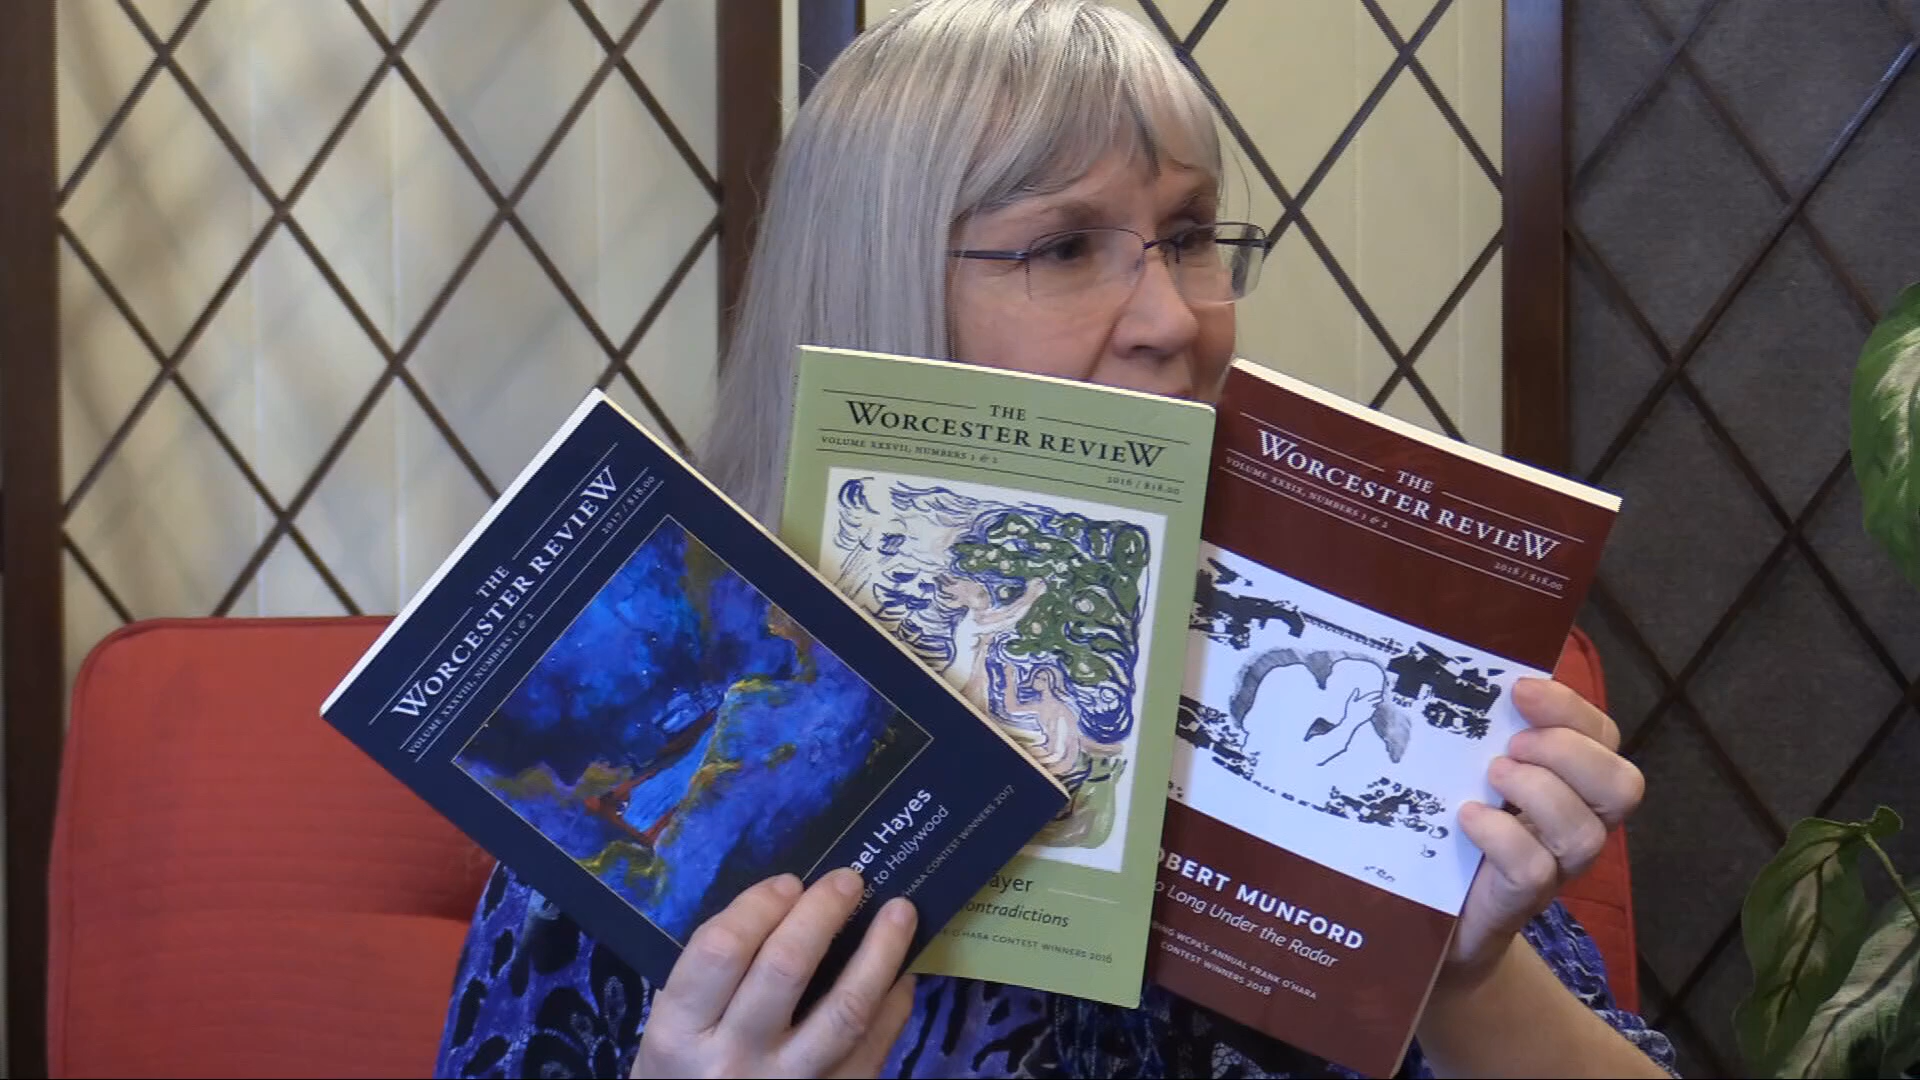 THE
WORCESTER REVIEW
VOLUME XXXVIII, NUMBERS 1 & 2
2017 / $18.00
ael Hayes
to Hollywood
CONTEST WINNERS 2017
THE
WORCESTER REVIEW
VOLUME XXXVII, NUMBERS 1 & 2
2016 / $18.00
ayer
ontradictions
O'HARA CONTEST WINNERS 2016
THE
WORCESTER REVIEW
VOLUME XXXIX, NUMBERS 1 & 2
2018 / $18.00
OBERT MUNFORD
o Long Under the Radar
DING WCPA'S ANNUAL FRANK O'HARA
CONTEST WINNERS 2018